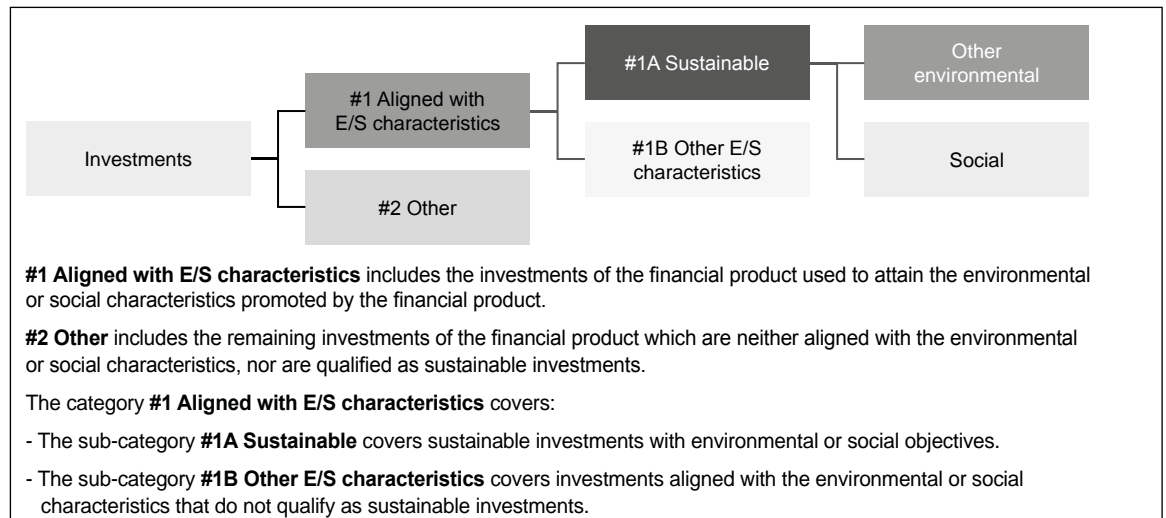 Investments
#1 Aligned with
E/S characteristics
#2 Other
#1A Sustainable
#1B Other E/S
characteristics
Other
environmental
Social
#1 Aligned with E/S characteristics includes the investments of the financial product used to attain the environmental
or social characteristics promoted by the financial product.
#2 Other includes the remaining investments of the financial product which are neither aligned with the environmental
or social characteristics, nor are qualified as sustainable investments.
The category #1 Aligned with E/S characteristics covers:
- The sub-category #1A Sustainable covers sustainable investments with environmental or social objectives.
- The sub-category #1B Other E/S characteristics covers investments aligned with the environmental or social
characteristics that do not qualify as sustainable investments.